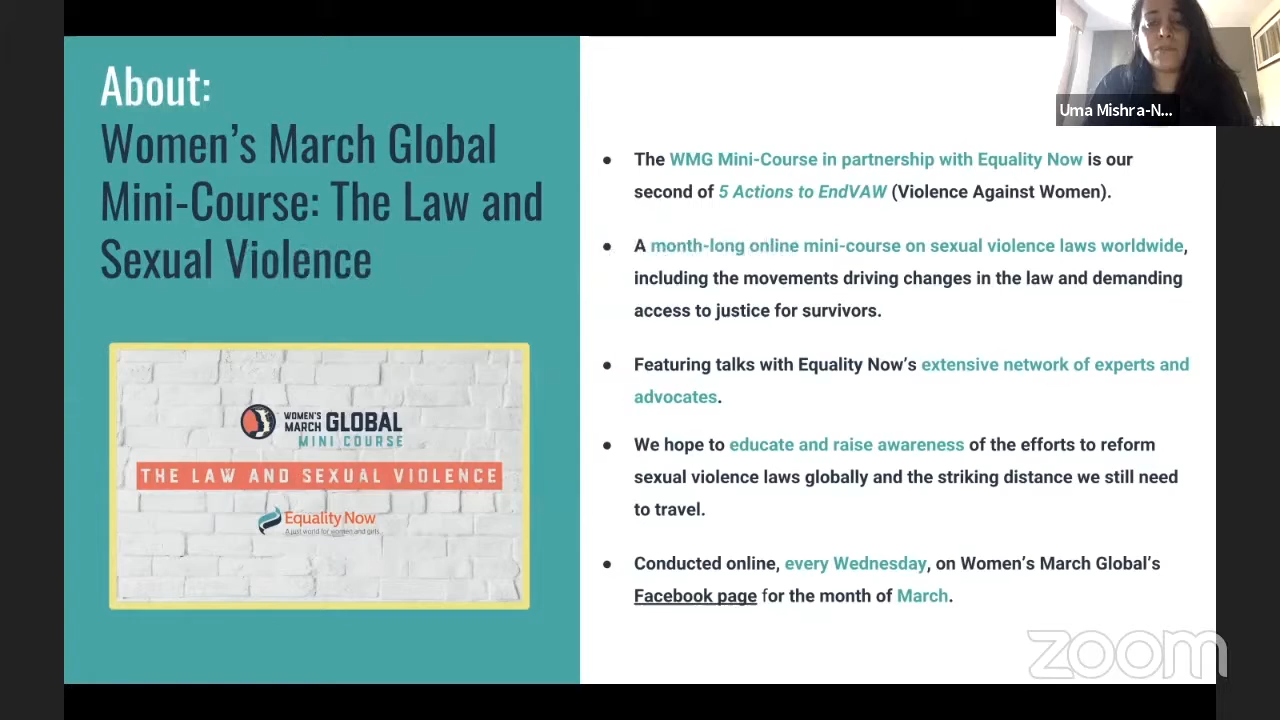 About:
Women's March Global
Mini-Course: The Law and
Sexual Violence
WOMEN'S
MARCH GLOBAL
MINI COURSE
THE LAW AND SEXUAL VIOLENCE
Equality Now
A just world for women and girls
● The WMG Mini-Course in partnership with Equality Now is our
second of 5 Actions to EndVAW (Violence Against Women).
● A month-long online mini-course on sexual violence laws worldwide,
including the movements driving changes in the law and demanding
access to justice for survivors.
● Featuring talks with Equality Now's extensive network of experts and
advocates.
● We hope to educate and raise awareness of the efforts to reform
sexual violence laws globally and the striking distance we still need
to travel.
● Conducted online, every Wednesday, on Women's March Global's
Facebook page for the month of March.
Uma Mishra-N...
zoom